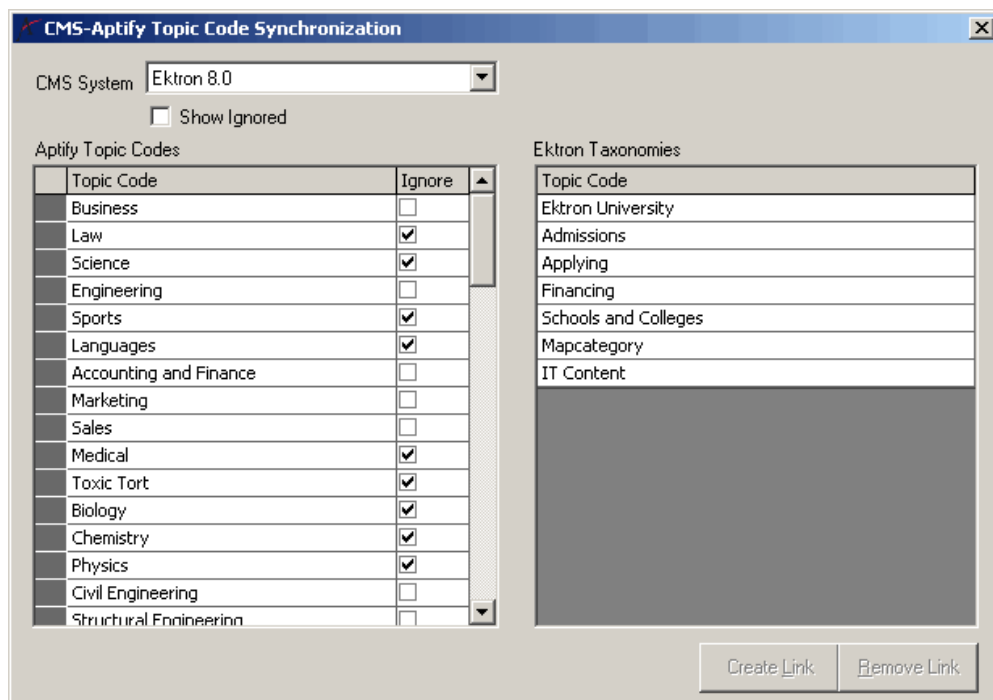 CMS-Aptify Topic Code Synchronization
CMS System Ektron 8.0
Show Ignored
Aptify Topic Codes
Topic Code Ignore
Business
Law
Science
Engineering
Sports
Languages
Accounting and Finance
Marketing
Sales
Medical
Toxic Tort
Biology
Chemistry
Physics
Civil Engineering
Structural Engineering
Ektron Taxonomies
Topic Code
Ektron University
Admissions
Applying
Financing
Schools and Colleges
Mapcategory
IT Content
Create Link Remove Link